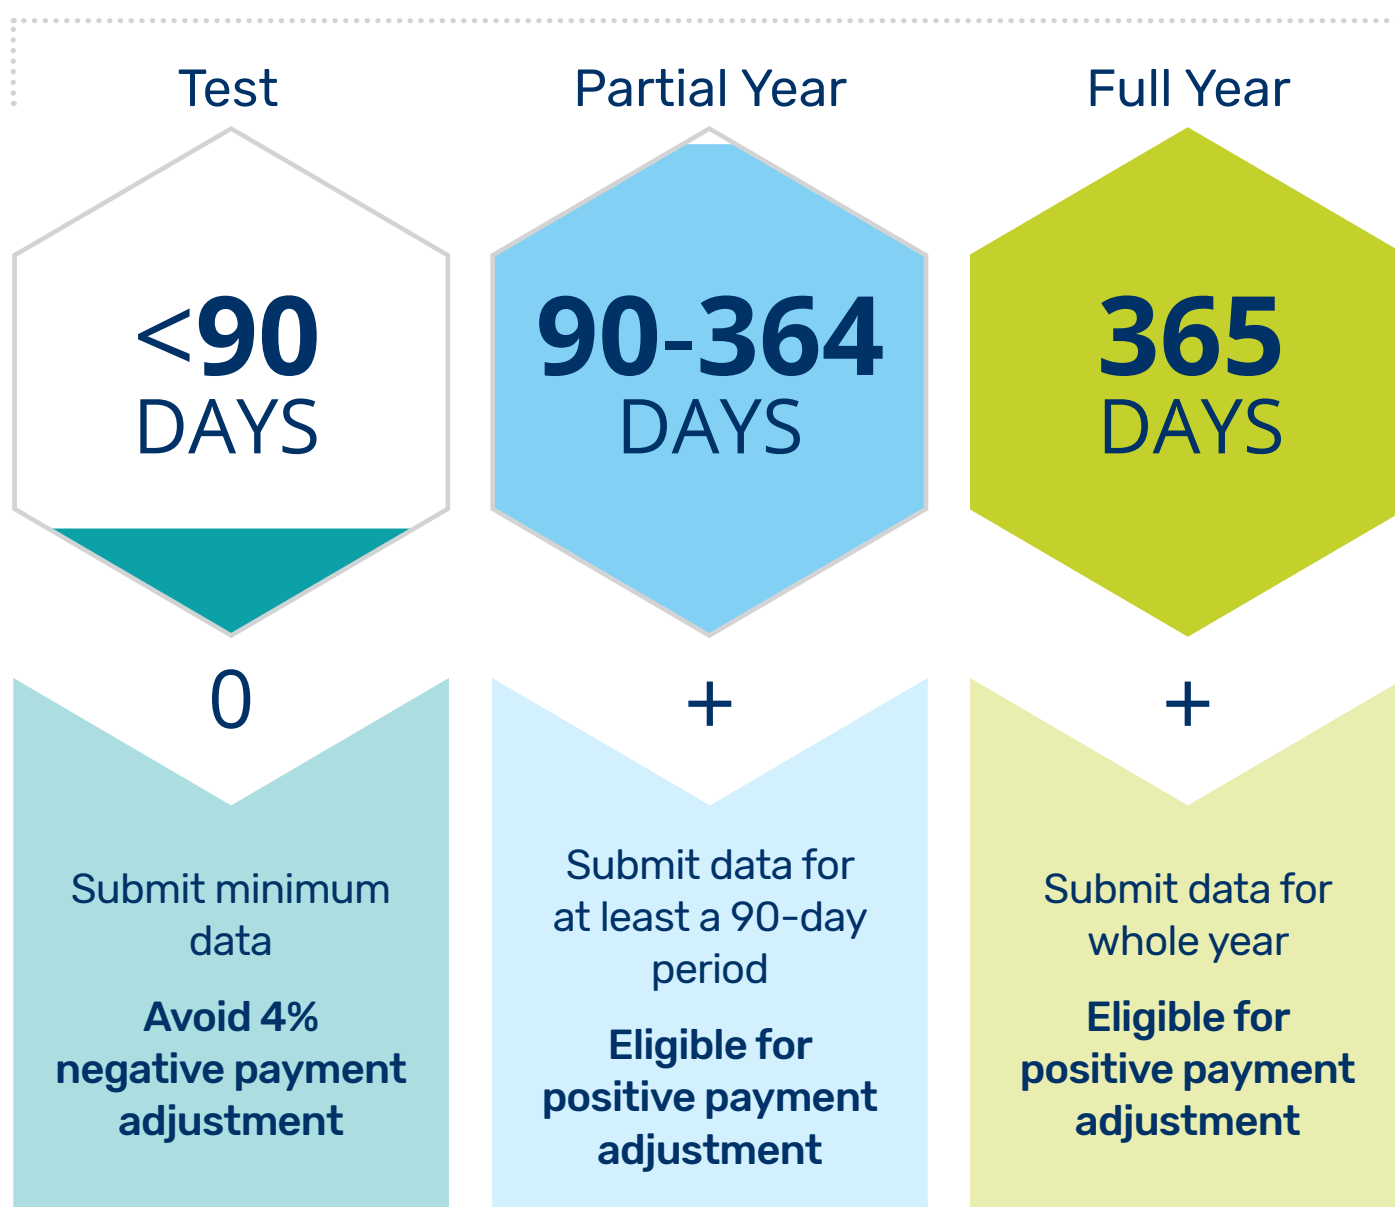 Test
<90
DAYS
0
Submit minimum
data
Avoid 4%
negative payment
adjustment
Partial Year
90-364
DAYS
+
Submit data for
at least a 90-day
period
Eligible for
positive payment
adjustment
Full Year
365
DAYS
+
Submit data for
whole year
Eligible for
positive payment
adjustment